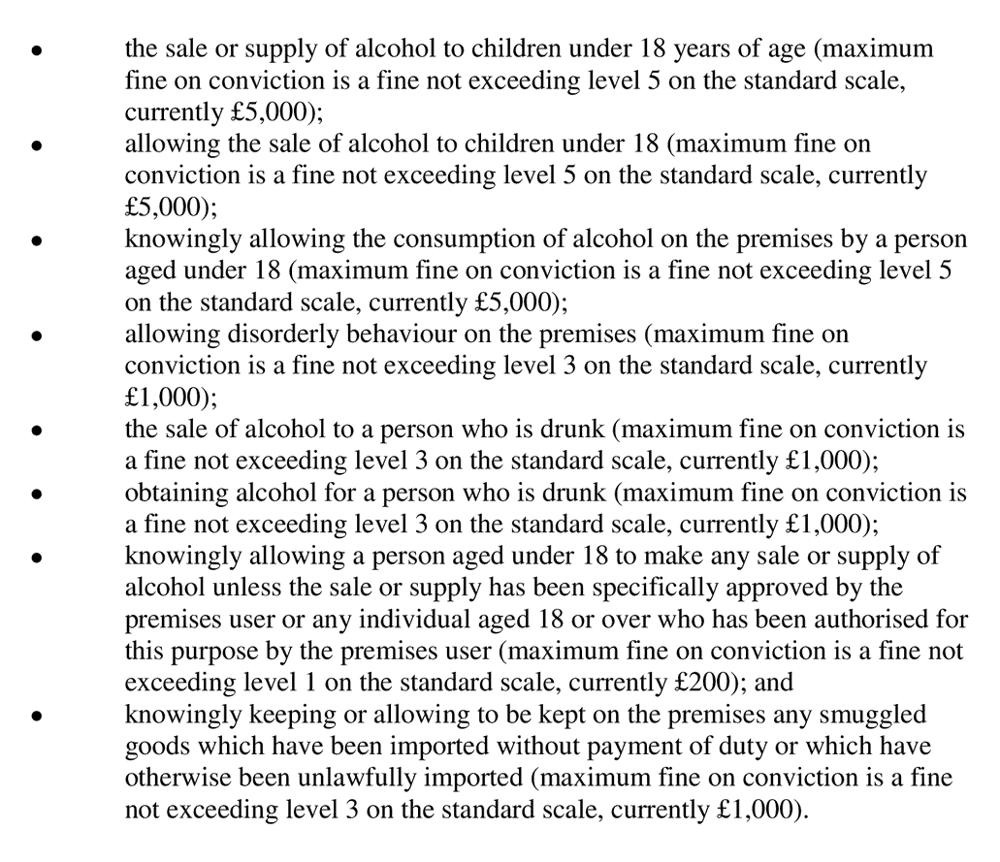 • the sale or supply of alcohol to children under 18 years of age (maximum
fine on conviction is a fine not exceeding level 5 on the standard scale,
currently £5,000);
• allowing the sale of alcohol to children under 18 (maximum fine on
conviction is a fine not exceeding level 5 on the standard scale, currently
£5,000);
• knowingly allowing the consumption of alcohol on the premises by a person
aged under 18 (maximum fine on conviction is a fine not exceeding level 5
on the standard scale, currently £5,000);
• allowing disorderly behaviour on the premises (maximum fine on
conviction is a fine not exceeding level 3 on the standard scale, currently
£1,000);
• the sale of alcohol to a person who is drunk (maximum fine on conviction is
a fine not exceeding level 3 on the standard scale, currently £1,000);
• obtaining alcohol for a person who is drunk (maximum fine on conviction is
a fine not exceeding level 3 on the standard scale, currently £1,000);
• knowingly allowing a person aged under 18 to make any sale or supply of
alcohol unless the sale or supply has been specifically approved by the
premises user or any individual aged 18 or over who has been authorised for
this purpose by the premises user (maximum fine on conviction is a fine not
exceeding level 1 on the standard scale, currently £200); and
• knowingly keeping or allowing to be kept on the premises any smuggled
goods which have been imported without payment of duty or which have
otherwise been unlawfully imported (maximum fine on conviction is a fine
not exceeding level 3 on the standard scale, currently £1,000).